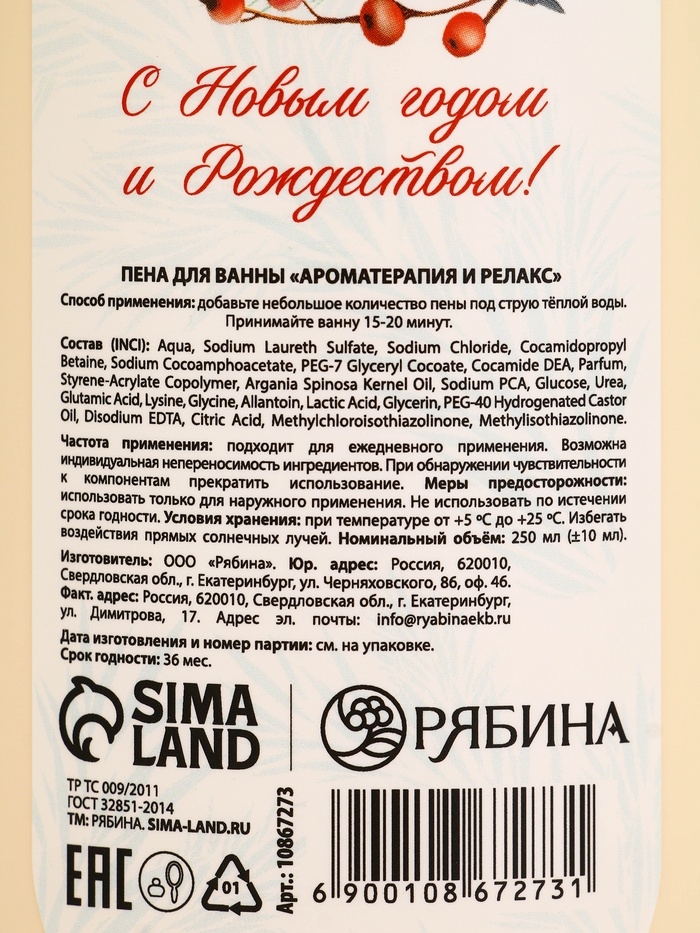 С Новым годом
и Рождеством!
ПЕНА ДЛЯ ВАННЫ «АРОМАТЕРАПИЯ И РЕЛАКС»
Способ применения: добавьте небольшое количество пены под струю тёплой воды.
Принимайте ванну 15-20 минут.
Состав (INCI): Aqua, Sodium Laureth Sulfate, Sodium Chloride, Cocamidopropyl
Betaine, Sodium Cocoamphoacetate, PEG-7 Glyceryl Cocoate, Cocamide DEA, Parfum,
Styrene-Acrylate Copolymer, Argania Spinosa Kernel Oil, Sodium PCA, Glucose, Urea,
Glutamic Acid, Lysine, Glycine, Allantoin, Lactic Acid, Glycerin, PEG-40 Hydrogenated Castor
Oil, Disodium EDTA, Citric Acid, Methylchloroisothiazolinone, Methylisothiazolinone.
Частота применения: подходит для ежедневного применения. Возможна
индивидуальная непереносимость ингредиентов. При обнаружении чувствительности
к компонентам прекратить использование. Меры предосторожности:
использовать только для наружного применения. Не использовать по истечении
срока годности. Условия хранения: при температуре от +5 ºC до +25 ºC. Избегать
воздействия прямых солнечных лучей. Номинальный объём: 250 мл (±10 мл).
Изготовитель: ООО «Рябина». Юр. адрес: Россия, 620010,
Свердловская обл., г. Екатеринбург, ул. Черняховского, 86, оф. 46.
Факт. адрес: Россия, 620010, Свердловская обл., г. Екатеринбург,
ул. Димитрова, 17. Адрес эл. почты: info@ryabinaekb.ru
Дата изготовления и номер партии: см. на упаковке.
Срок годности: 36 мес.
SIMA
LAND
РЯБИНА
ТР ТС 009/2011
ГОСТ 32851-2014
ТМ: РЯБИНА. SIMA-LAND.RU
EAC
01
Арт.: 10867273
6 900108 672731